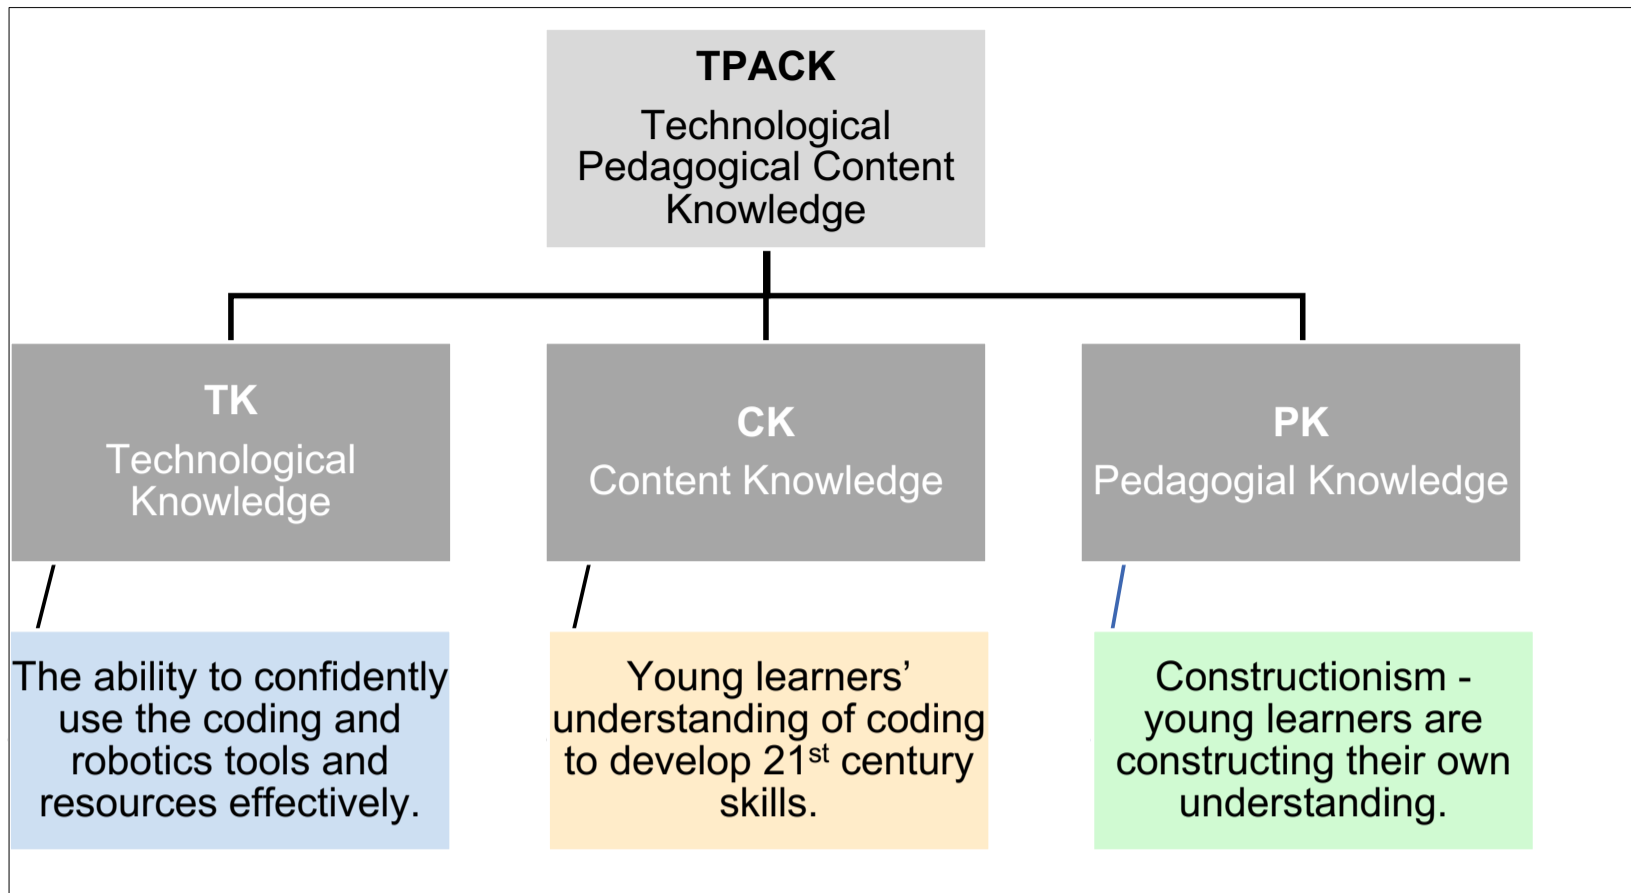 TPACK
Technological
Pedagogical Content
Knowledge
TK
Technological
Knowledge
CK
Content Knowledge
PK
Pedagogial Knowledge
The ability to confidently
use the coding and
robotics tools and
resources effectively.
Young learners’
understanding of coding
to develop 21st century
skills.
Constructionism -
young learners are
constructing their own
understanding.